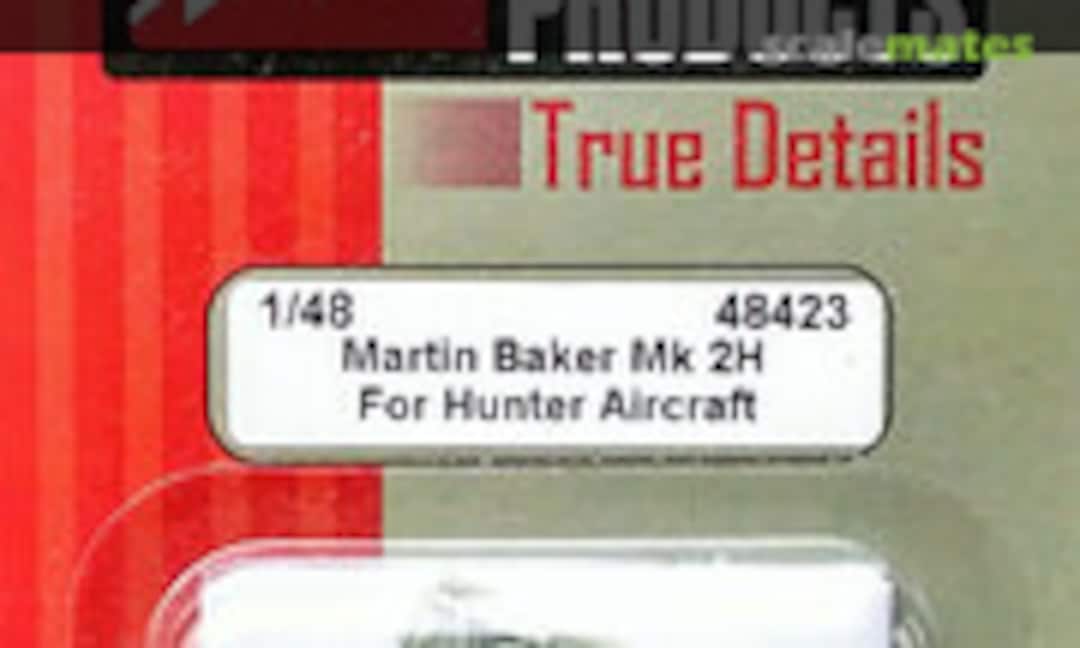 PRODUCTS
scalemates
True Details
1/48 48423
Martin Baker Mk 2H
For Hunter Aircraft